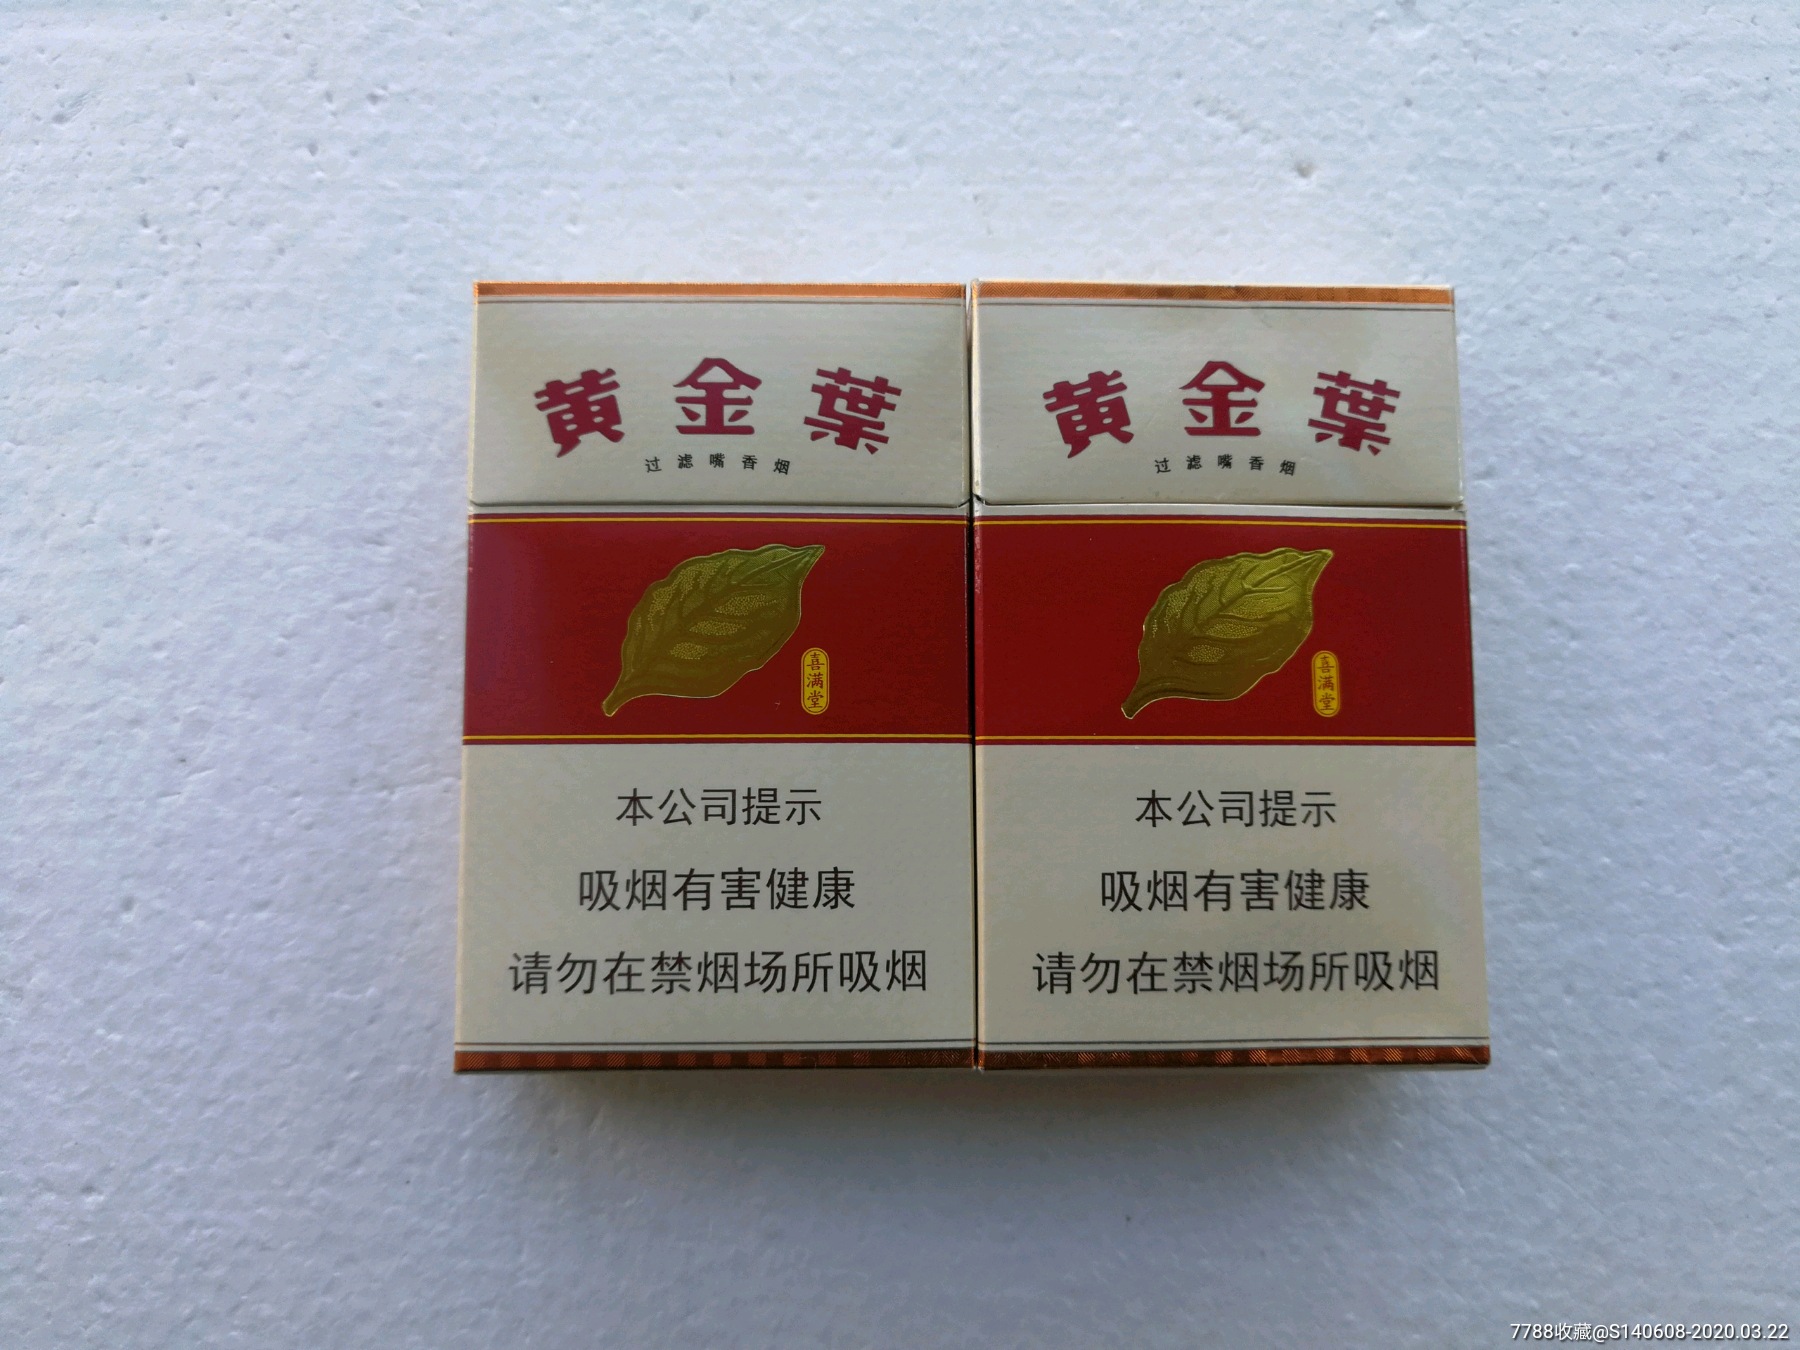 黄金葉
过滤嘴香烟
喜满堂
本公司提示
吸烟有害健康
请勿在禁烟场所吸烟
黄金葉
过滤嘴香烟
喜满堂
本公司提示
吸烟有害健康
请勿在禁烟场所吸烟
7788收藏@S140608-2020.03.22